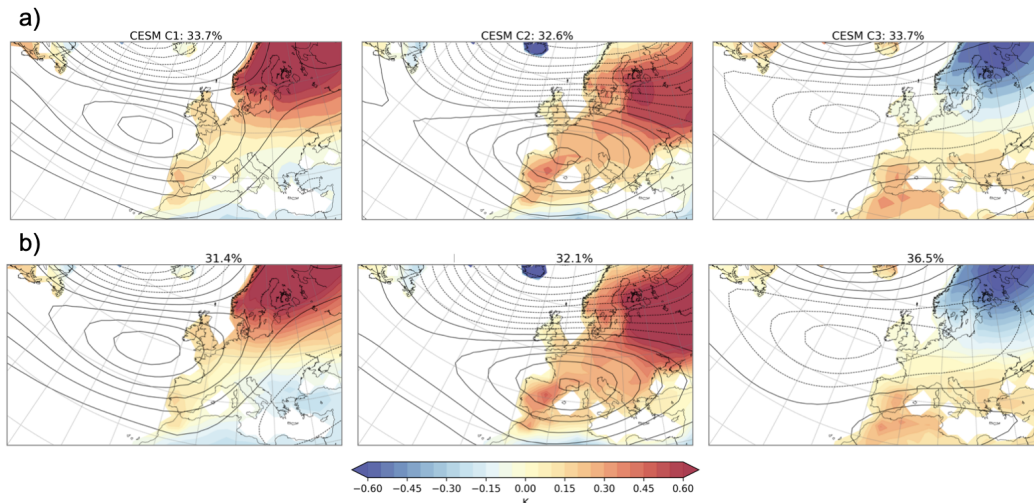 a)
CESM C1: 33.7% CESM C2: 32.6% CESM C3: 33.7%
b)
31.4% 32.1% 36.5%
−0.60 −0.45 −0.30 −0.15 0.00 0.15 0.30 0.45 0.60
K